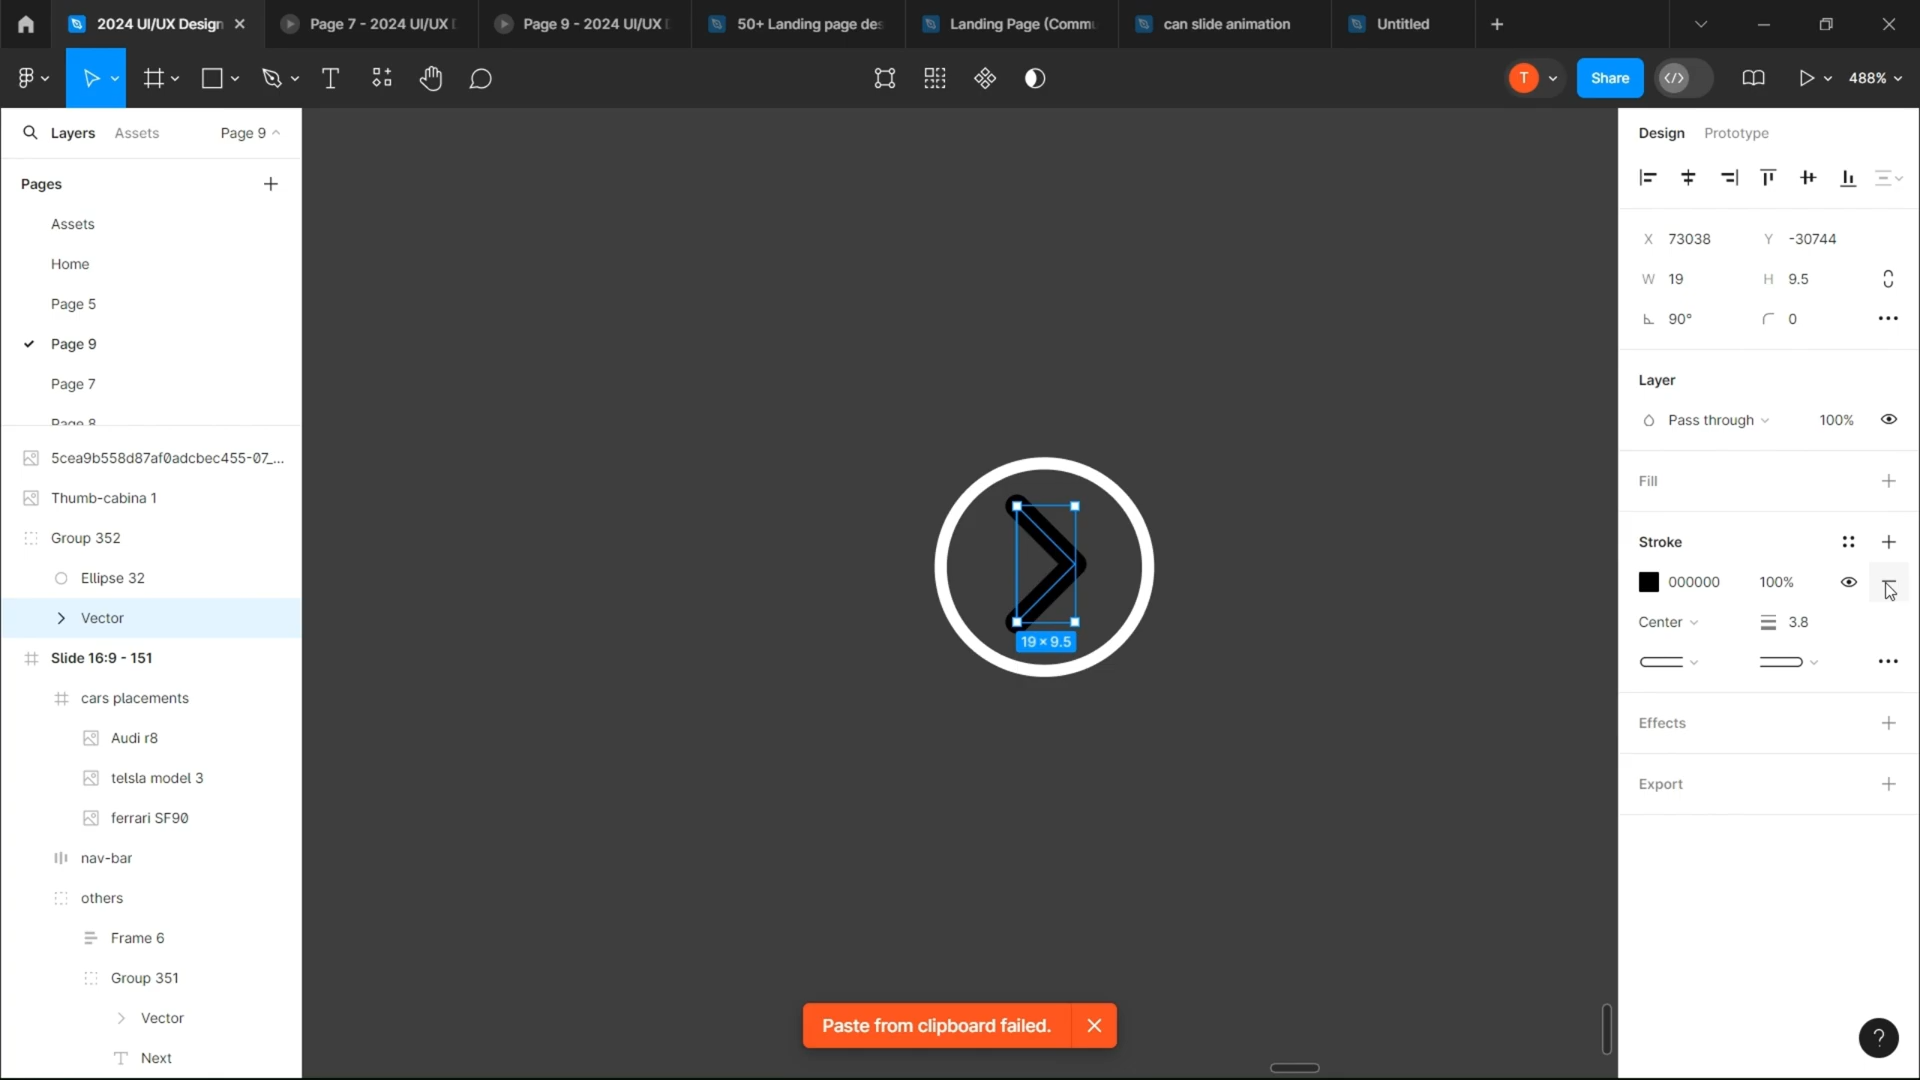 2024 UI/UX Design
Page 7 - 2024 UI/UX D
Page 9 - 2024 UI/UX D
50+ Landing page des
Landing Page (Commu
can slide animation
Untitled
T
Share
488%
Layers
Assets
Page 9
Pages
Assets
Home
Page 5
Page 9
Page 7
Page 8
5cea9b558d87af0adcbec455-07_...
Thumb-cabina 1
Group 352
Ellipse 32
Vector
Slide 16:9 - 151
cars placements
Audi r8
telsla model 3
ferrari SF90
nav-bar
others
Frame 6
Group 351
Vector
Next
19 × 9.5
Paste from clipboard failed.
Design
Prototype
X 73038
Y -30744
W 19
H 9.5
90°
0
Layer
Pass through
100%
Fill
Stroke
000000
100%
Center
3.8
Effects
Export
?